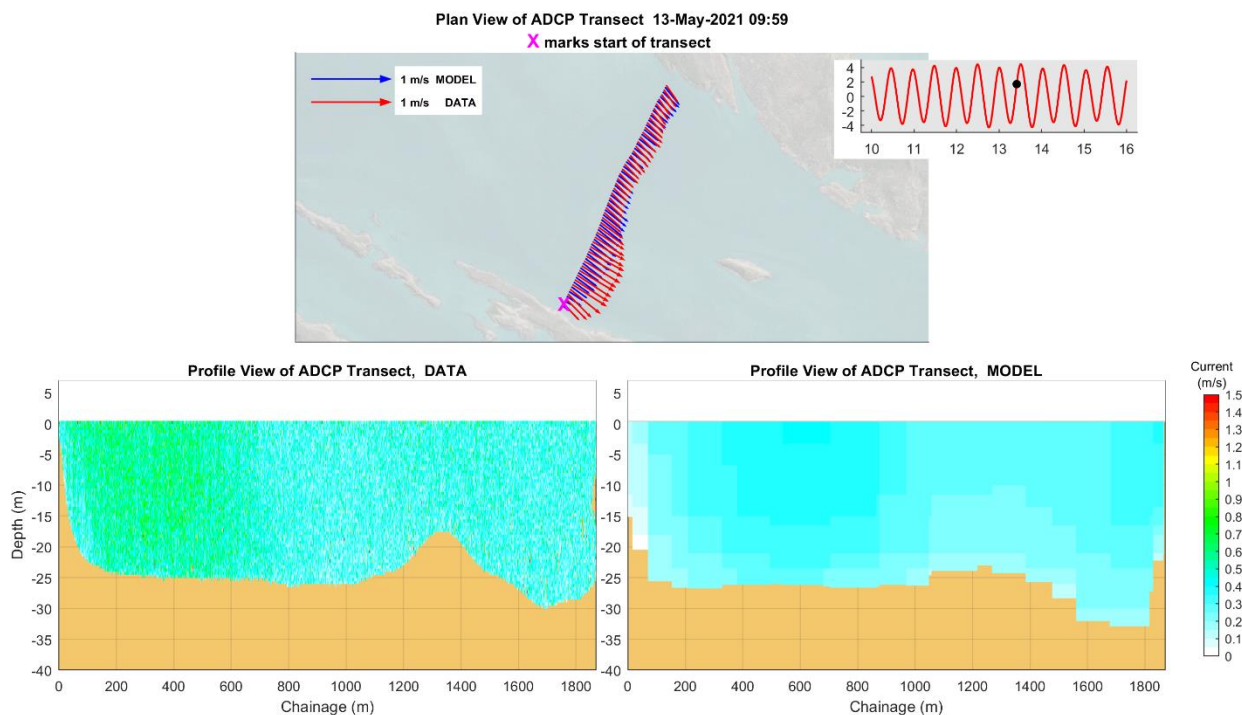 Plan View of ADCP Transect 13-May-2021 09:59
X marks start of transect
1 m/s MODEL
1 m/s DATA
4
2
0
-2
-4
10 11 12 13 14 15 16
X
Profile View of ADCP Transect, DATA
5
0
-5
-10
-15
-20
-25
-30
-35
-40
Depth (m)
0 200 400 600 800 1000 1200 1400 1600 1800
Chainage (m)
Profile View of ADCP Transect, MODEL
5
0
-5
-10
-15
-20
-25
-30
-35
-40
0 200 400 600 800 1000 1200 1400 1600 1800
Chainage (m)
Current
(m/s)
1.5
1.4
1.3
1.2
1.1
1
0.9
0.8
0.7
0.6
0.5
0.4
0.3
0.2
0.1
0